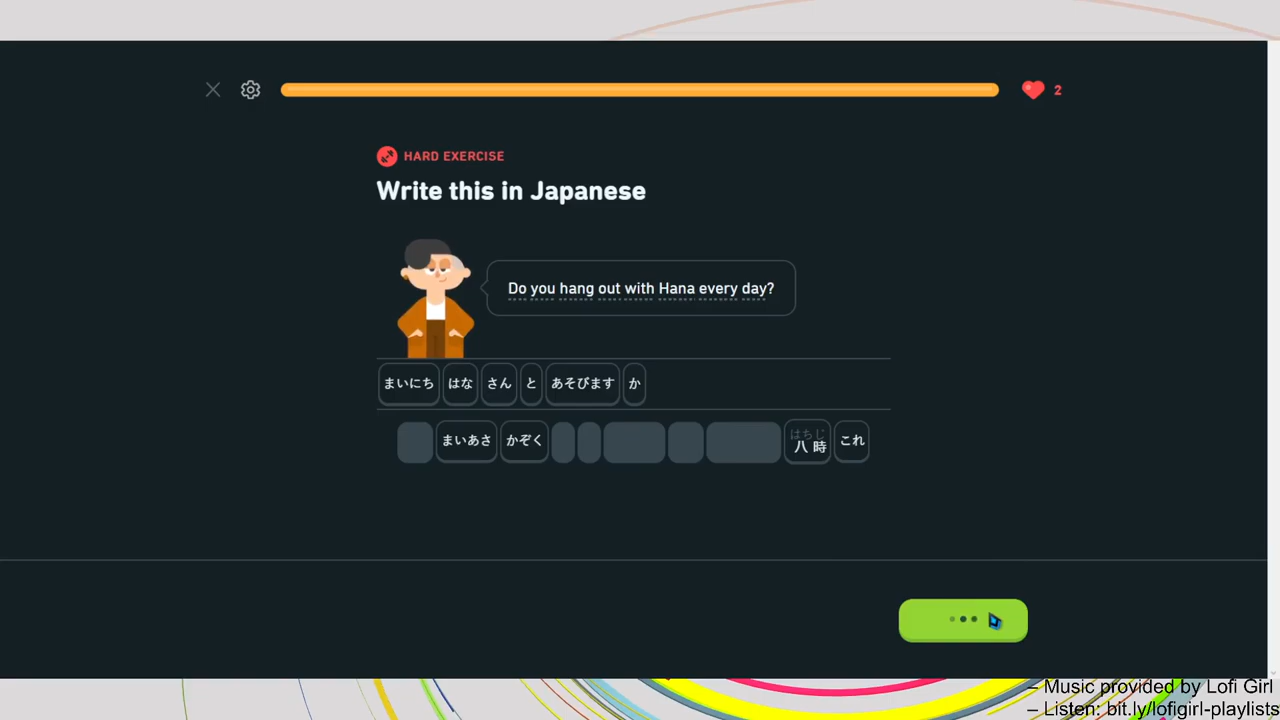 2
HARD EXERCISE
Write this in Japanese
Do you hang out with Hana every day?
まいにち はな さん と あそびます か
まいあさ かぞく 八時 これ
はちじ
– Music provided by Lofi Girl
– Listen: bit.ly/lofigirl-playlists